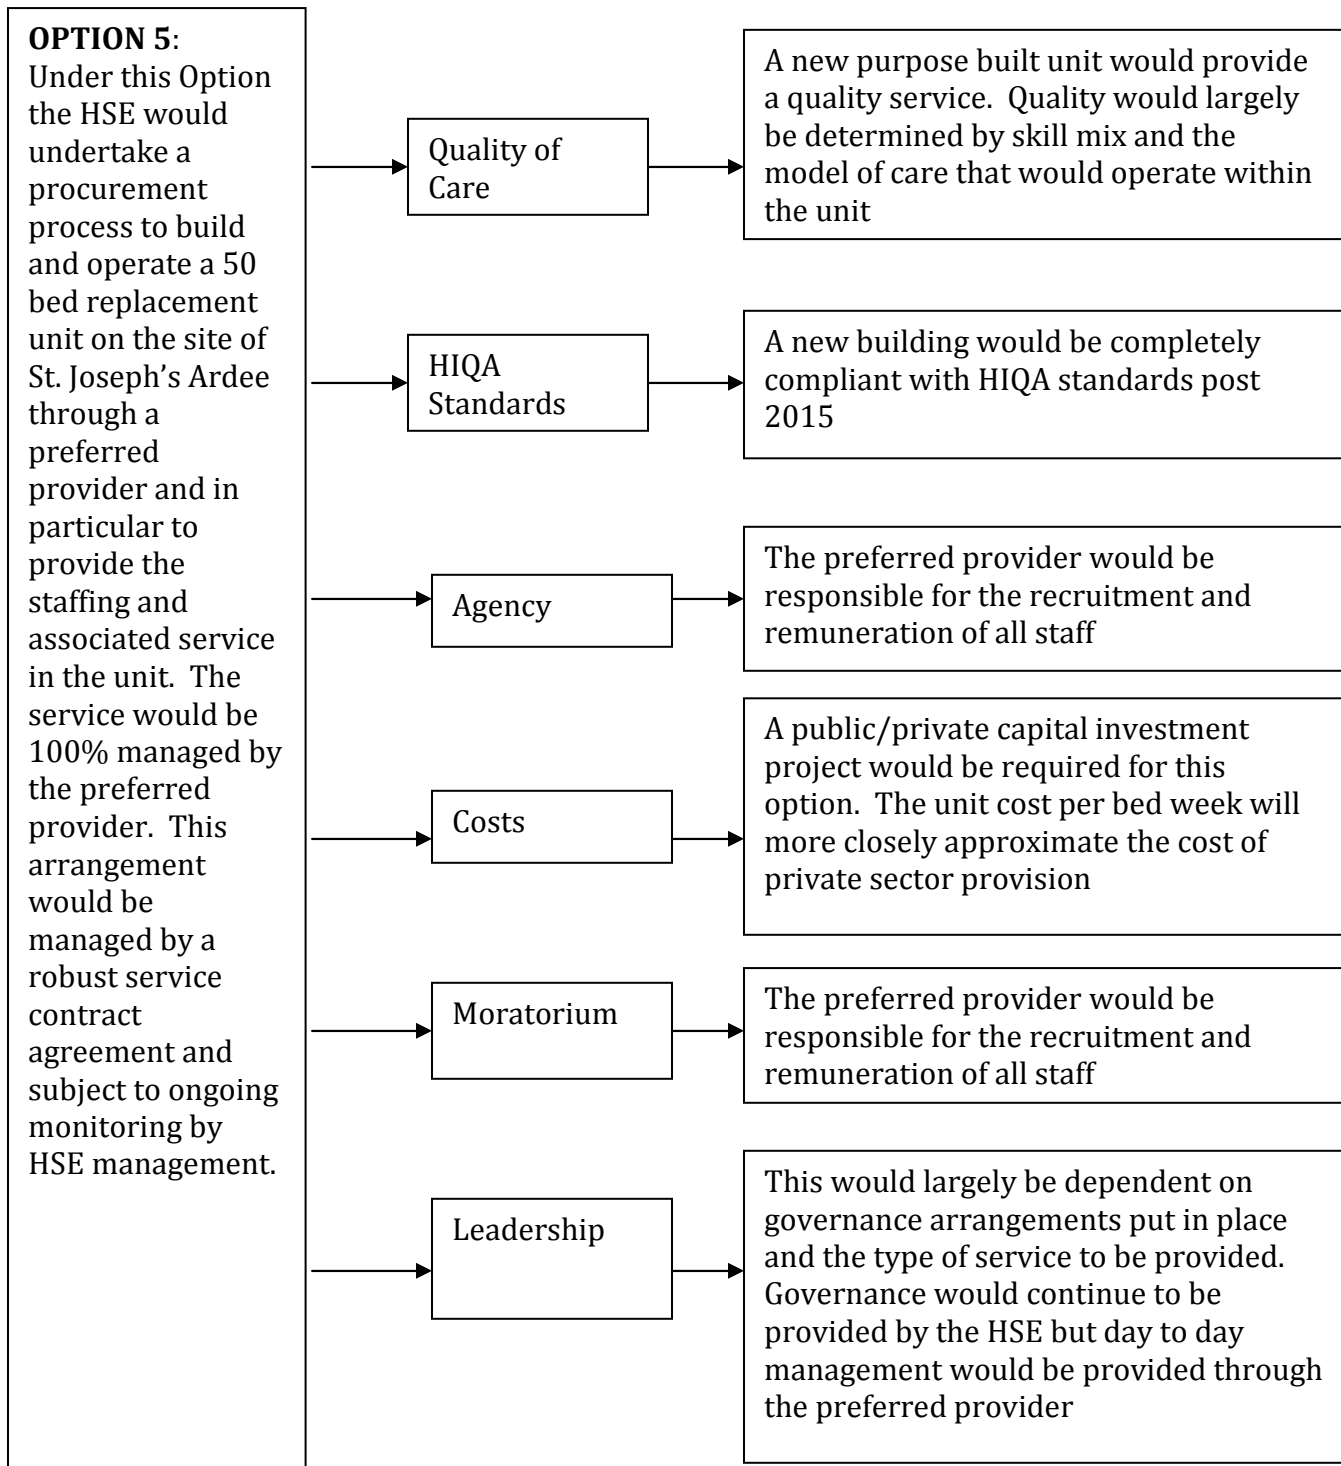 OPTION 5:
Under this Option
the HSE would
undertake a
procurement
process to build
and operate a 50
bed replacement
unit on the site of
St. Joseph’s Ardee
through a
preferred
provider and in
particular to
provide the
staffing and
associated service
in the unit.  The
service would be
100% managed by
the preferred
provider.  This
arrangement
would be
managed by a
robust service
contract
agreement and
subject to ongoing
monitoring by
HSE management.
Quality of
Care
A new purpose built unit would provide
a quality service.  Quality would largely
be determined by skill mix and the
model of care that would operate within
the unit
HIQA
Standards
A new building would be completely
compliant with HIQA standards post
2015
Agency
The preferred provider would be
responsible for the recruitment and
remuneration of all staff
Costs
A public/private capital investment
project would be required for this
option.  The unit cost per bed week will
more closely approximate the cost of
private sector provision
Moratorium
The preferred provider would be
responsible for the recruitment and
remuneration of all staff
Leadership
This would largely be dependent on
governance arrangements put in place
and the type of service to be provided.
Governance would continue to be
provided by the HSE but day to day
management would be provided through
the preferred provider